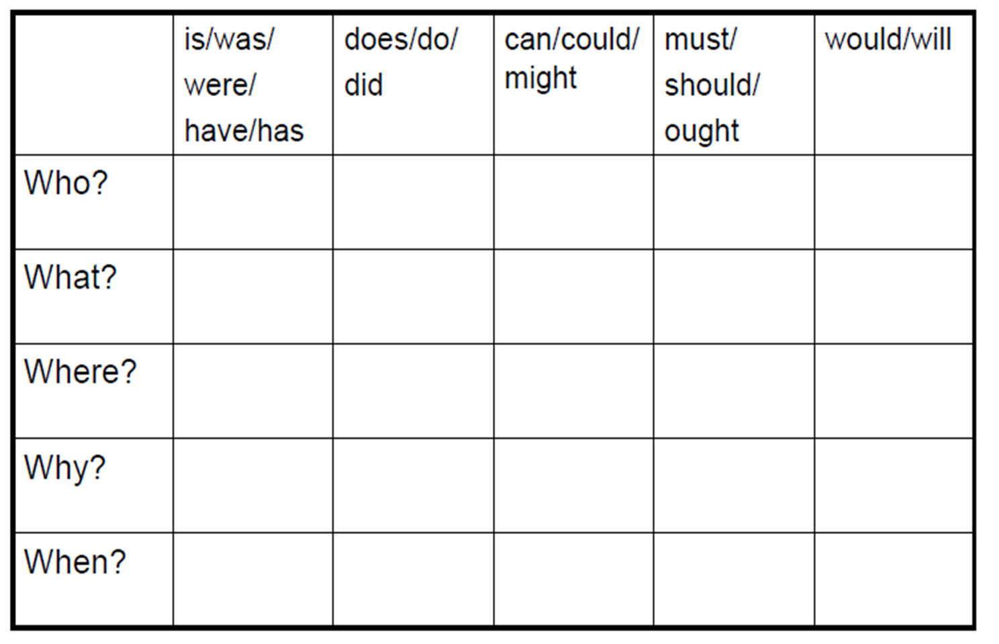 is/was/
were/
have/has
does/do/
did
can/could/
might
must/
should/
ought
would/will
Who?
What?
Where?
Why?
When?